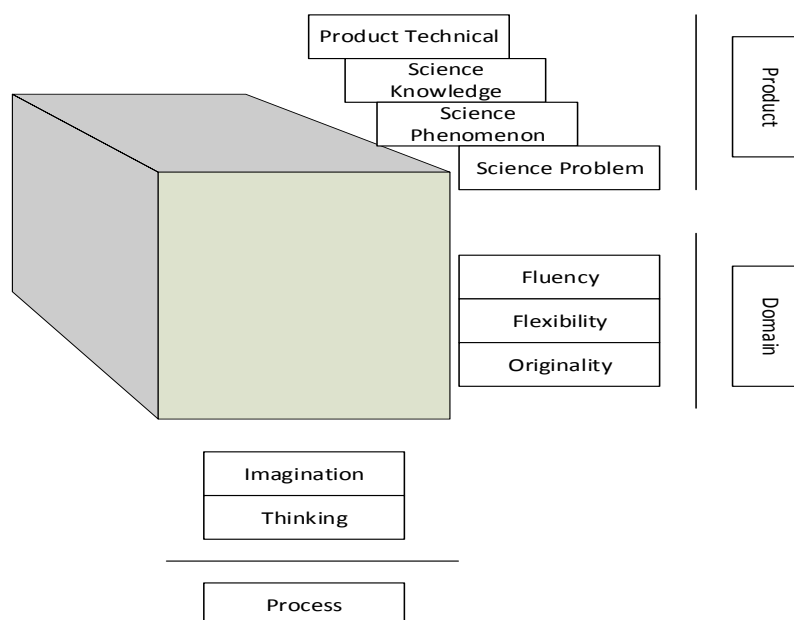 Product Technical
Science
Knowledge
Science
Phenomenon
Science Problem
Product
Fluency
Flexibility
Originality
Domain
Imagination
Thinking
Process